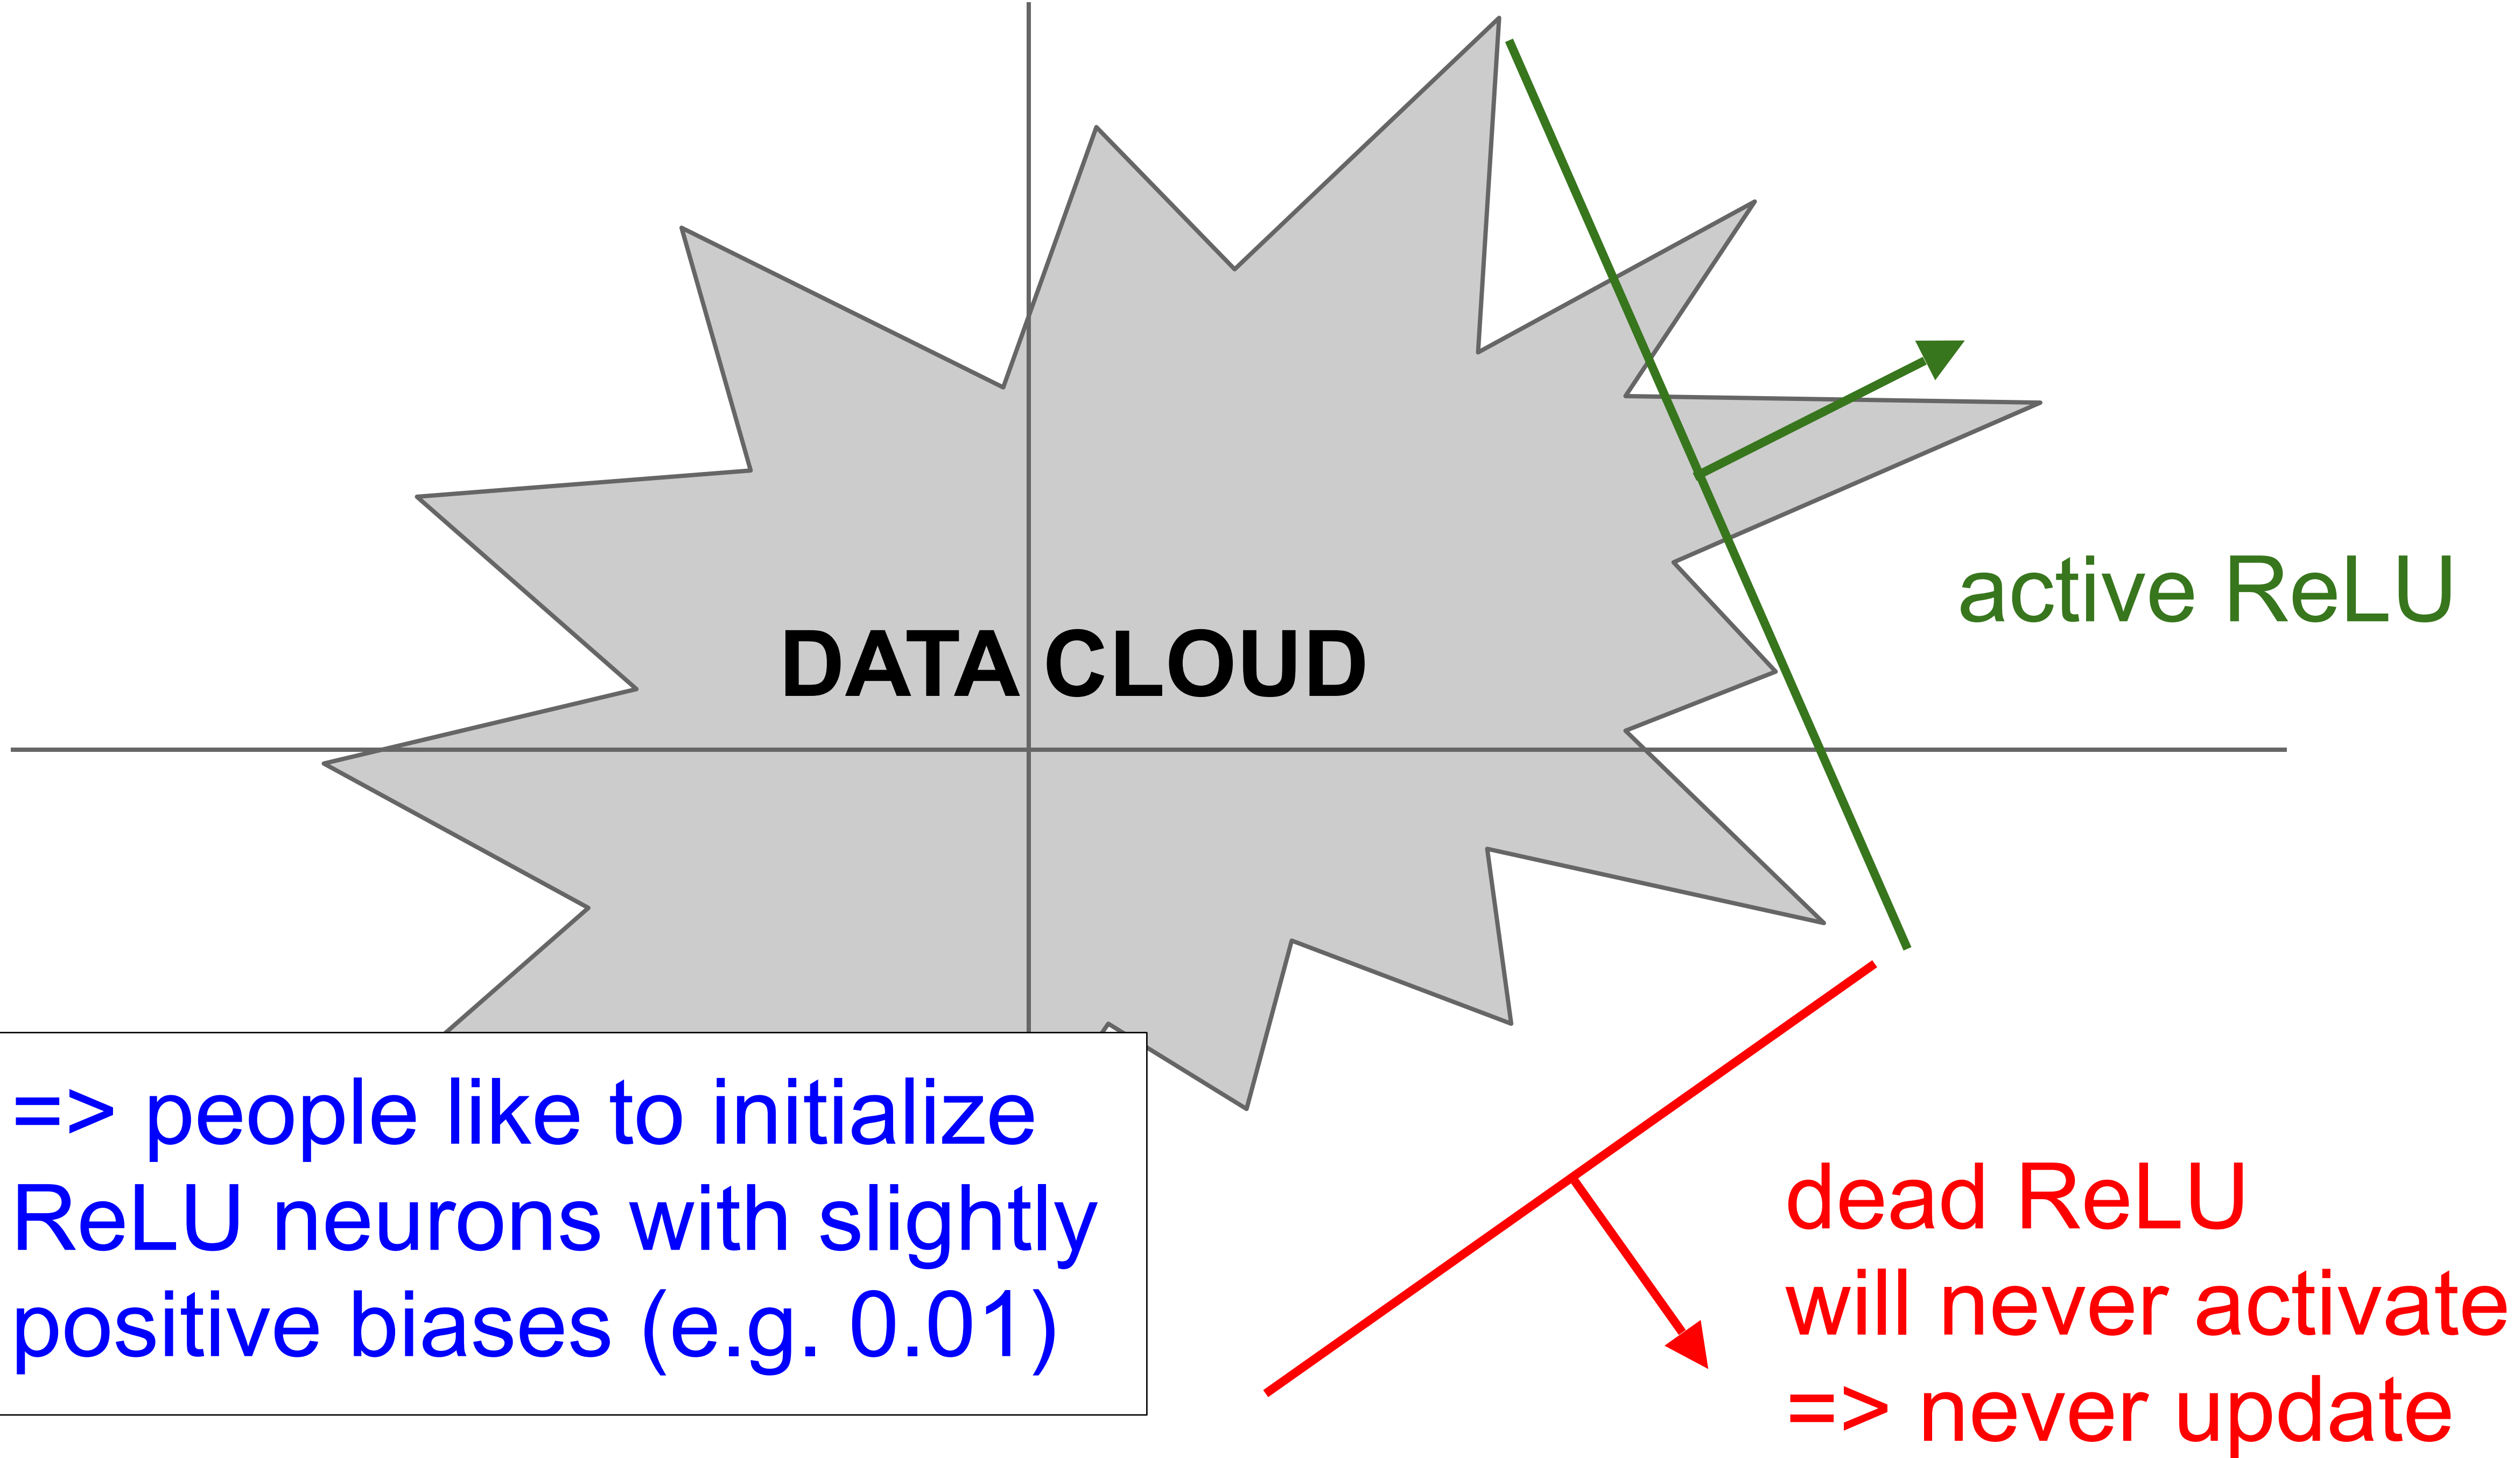 DATA CLOUD
active ReLU
=> people like to initialize
ReLU neurons with slightly
positive biases (e.g. 0.01)
dead ReLU
will never activate
=> never update